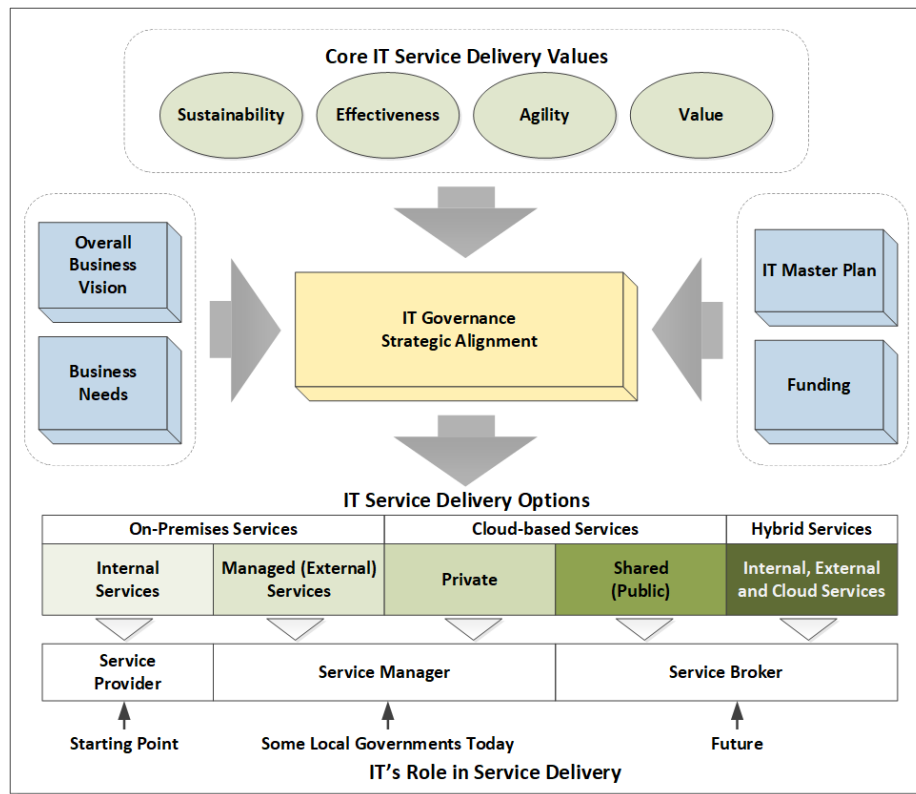 Core IT Service Delivery Values
Sustainability
Effectiveness
Agility
Value
Overall
Business
Vision
Business
Needs
IT Governance
Strategic Alignment
IT Master Plan
Funding
IT Service Delivery Options
On-Premises Services
Cloud-based Services
Hybrid Services
Internal
Services
Managed (External)
Services
Private
Shared
(Public)
Internal, External
and Cloud Services
Service
Provider
Service Manager
Service Broker
Starting Point
Some Local Governments Today
Future
IT's Role in Service Delivery